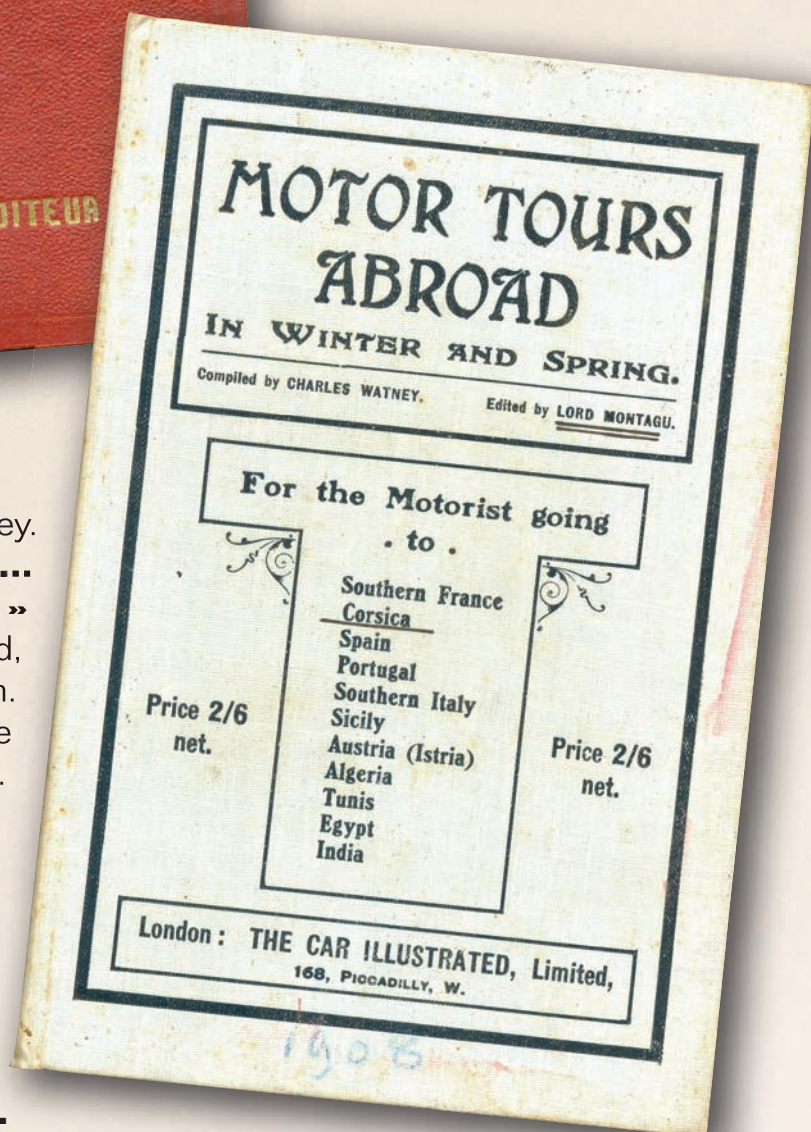 DITEUR
MOTOR TOURS
ABROAD
IN WINTER AND SPRING.
Compiled by CHARLES WATNEY. Edited by LORD MONTAGU.
For the Motorist going
. to .
Southern France
Corsica
Spain
Portugal
Southern Italy
Sicily
Austria (Istria)
Algeria
Tunis
Egypt
India
Price 2/6
net.
Price 2/6
net.
London: THE CAR ILLUSTRATED, Limited,
168, PICCADILLY, W.
1908
ey.
...
»
d,
n.
e
.
.